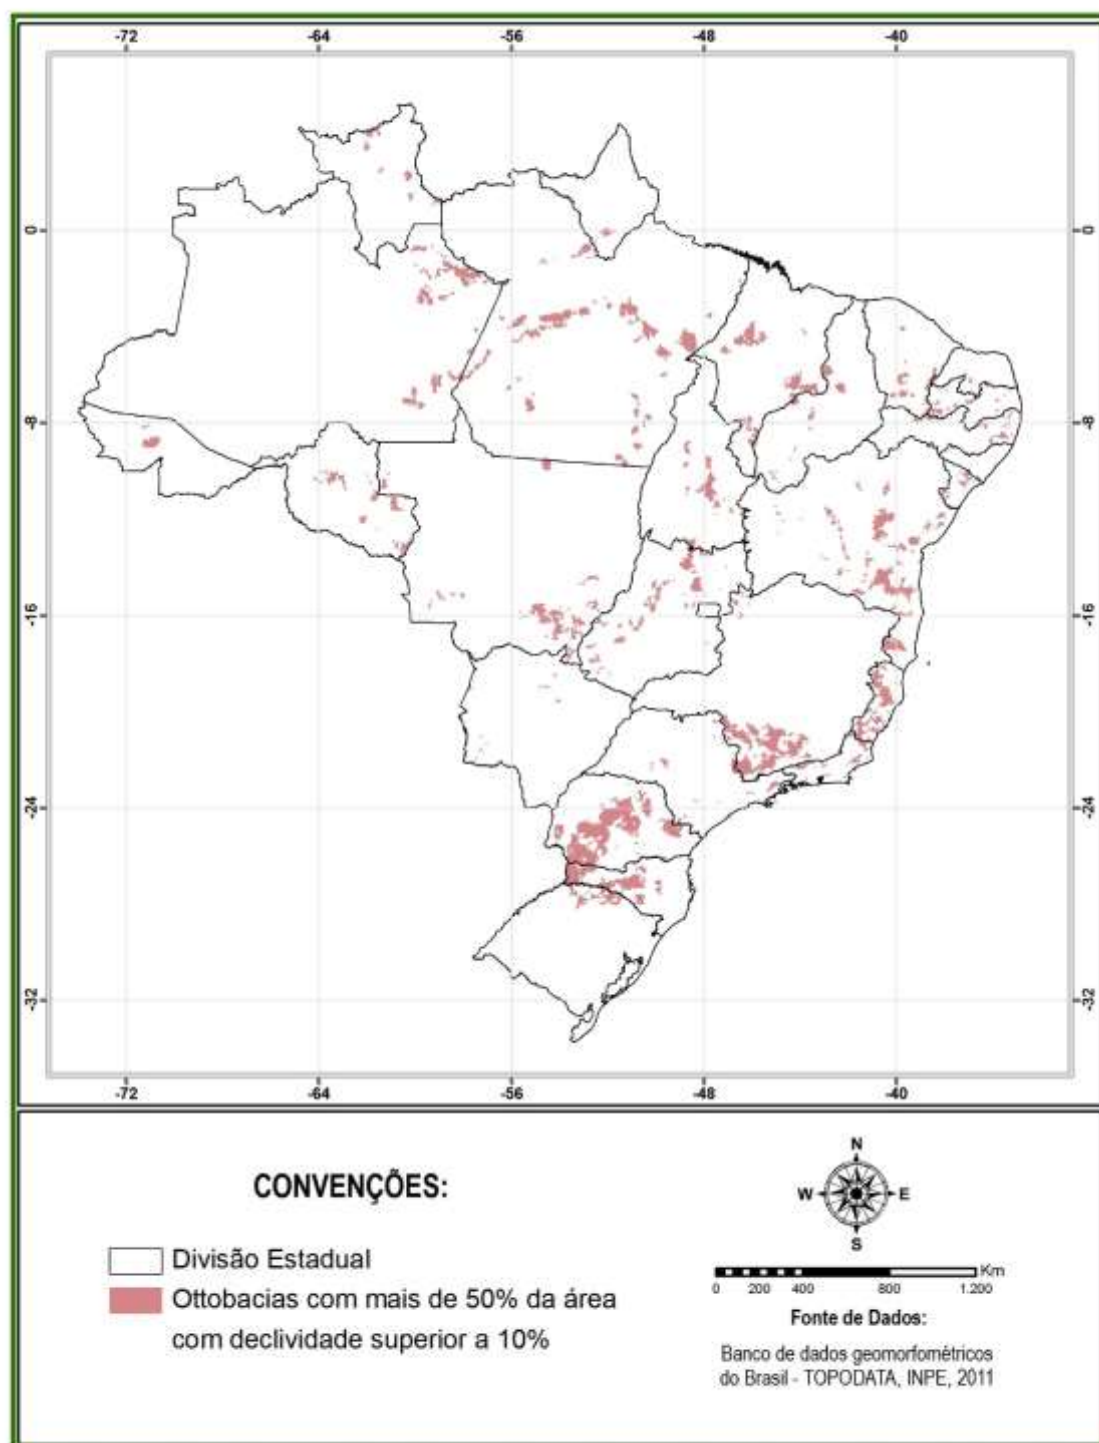 -72 -64 -56 -48 -40
0 0
-8 -8
-16 -16
-24 -24
-32 -32
-72 -64 -56 -48 -40
CONVENÇÕES:
Divisão Estadual
Ottobacias com mais de 50% da área
com declividade superior a 10%
N
W E
S
Km
0 200 400 800 1.200
Fonte de Dados:
Banco de dados geomorfométricos
do Brasil - TOPODATA, INPE, 2011